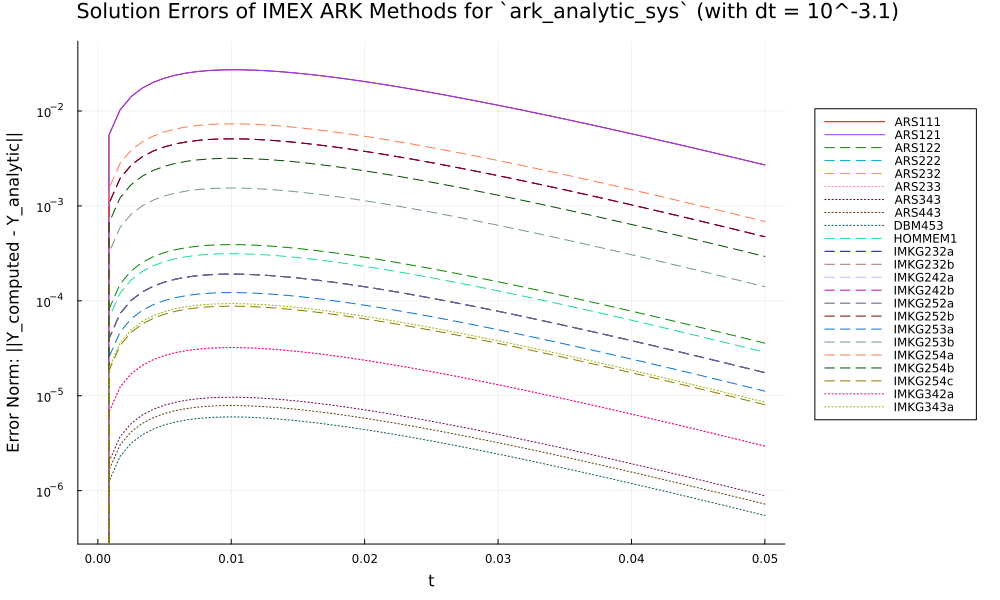 Solution Errors of IMEX ARK Methods for `ark_analytic_sys` (with dt = 10^-3.1)
Error Norm: ||Y_computed - Y_analytic||
10⁻²
10⁻³
10⁻⁴
10⁻⁵
10⁻⁶
0.00 0.01 0.02 0.03 0.04 0.05
t
ARS111
ARS121
ARS122
ARS222
ARS232
ARS233
ARS343
ARS443
DBM453
HOMMEM1
IMKG232a
IMKG232b
IMKG242a
IMKG242b
IMKG252a
IMKG252b
IMKG253a
IMKG253b
IMKG254a
IMKG254b
IMKG254c
IMKG342a
IMKG343a